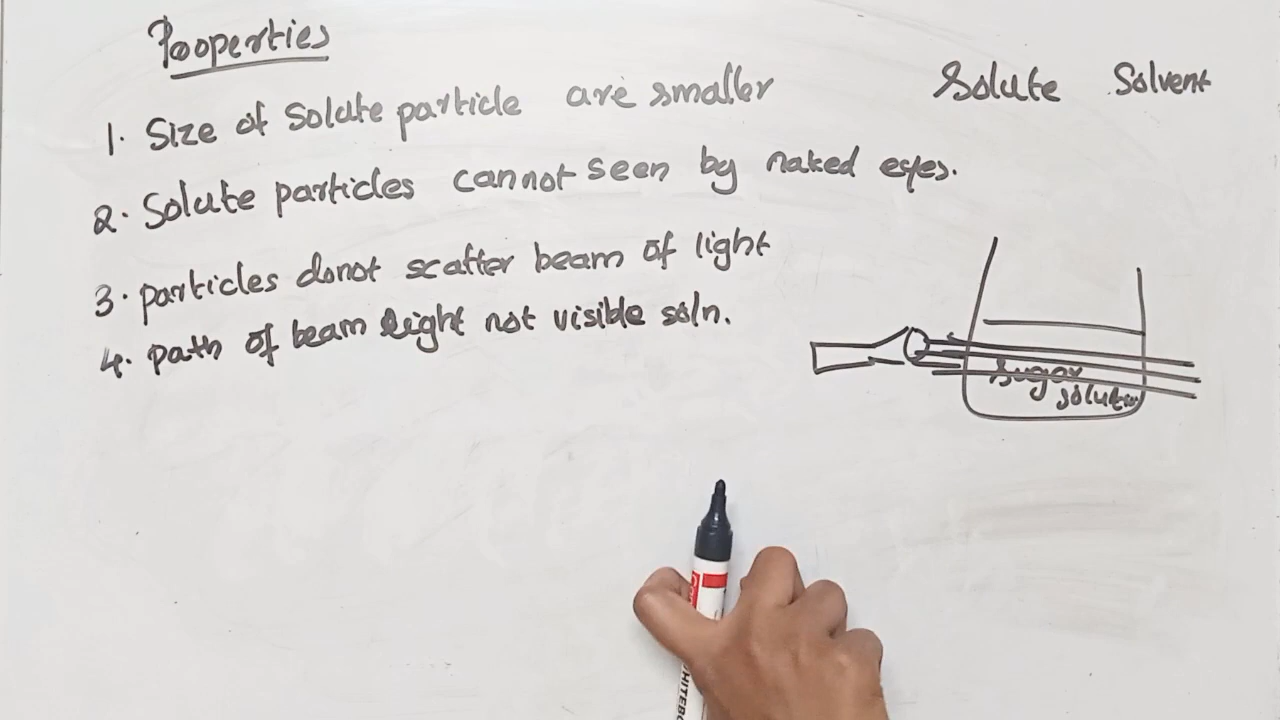 Properties
Solute Solvent
1. Size of Solute particle are smaller
2. Solute particles cannot seen by naked eyes.
3. particles donot scatter beam of light
4. path of beam light not visible soln.
Sugar
solution